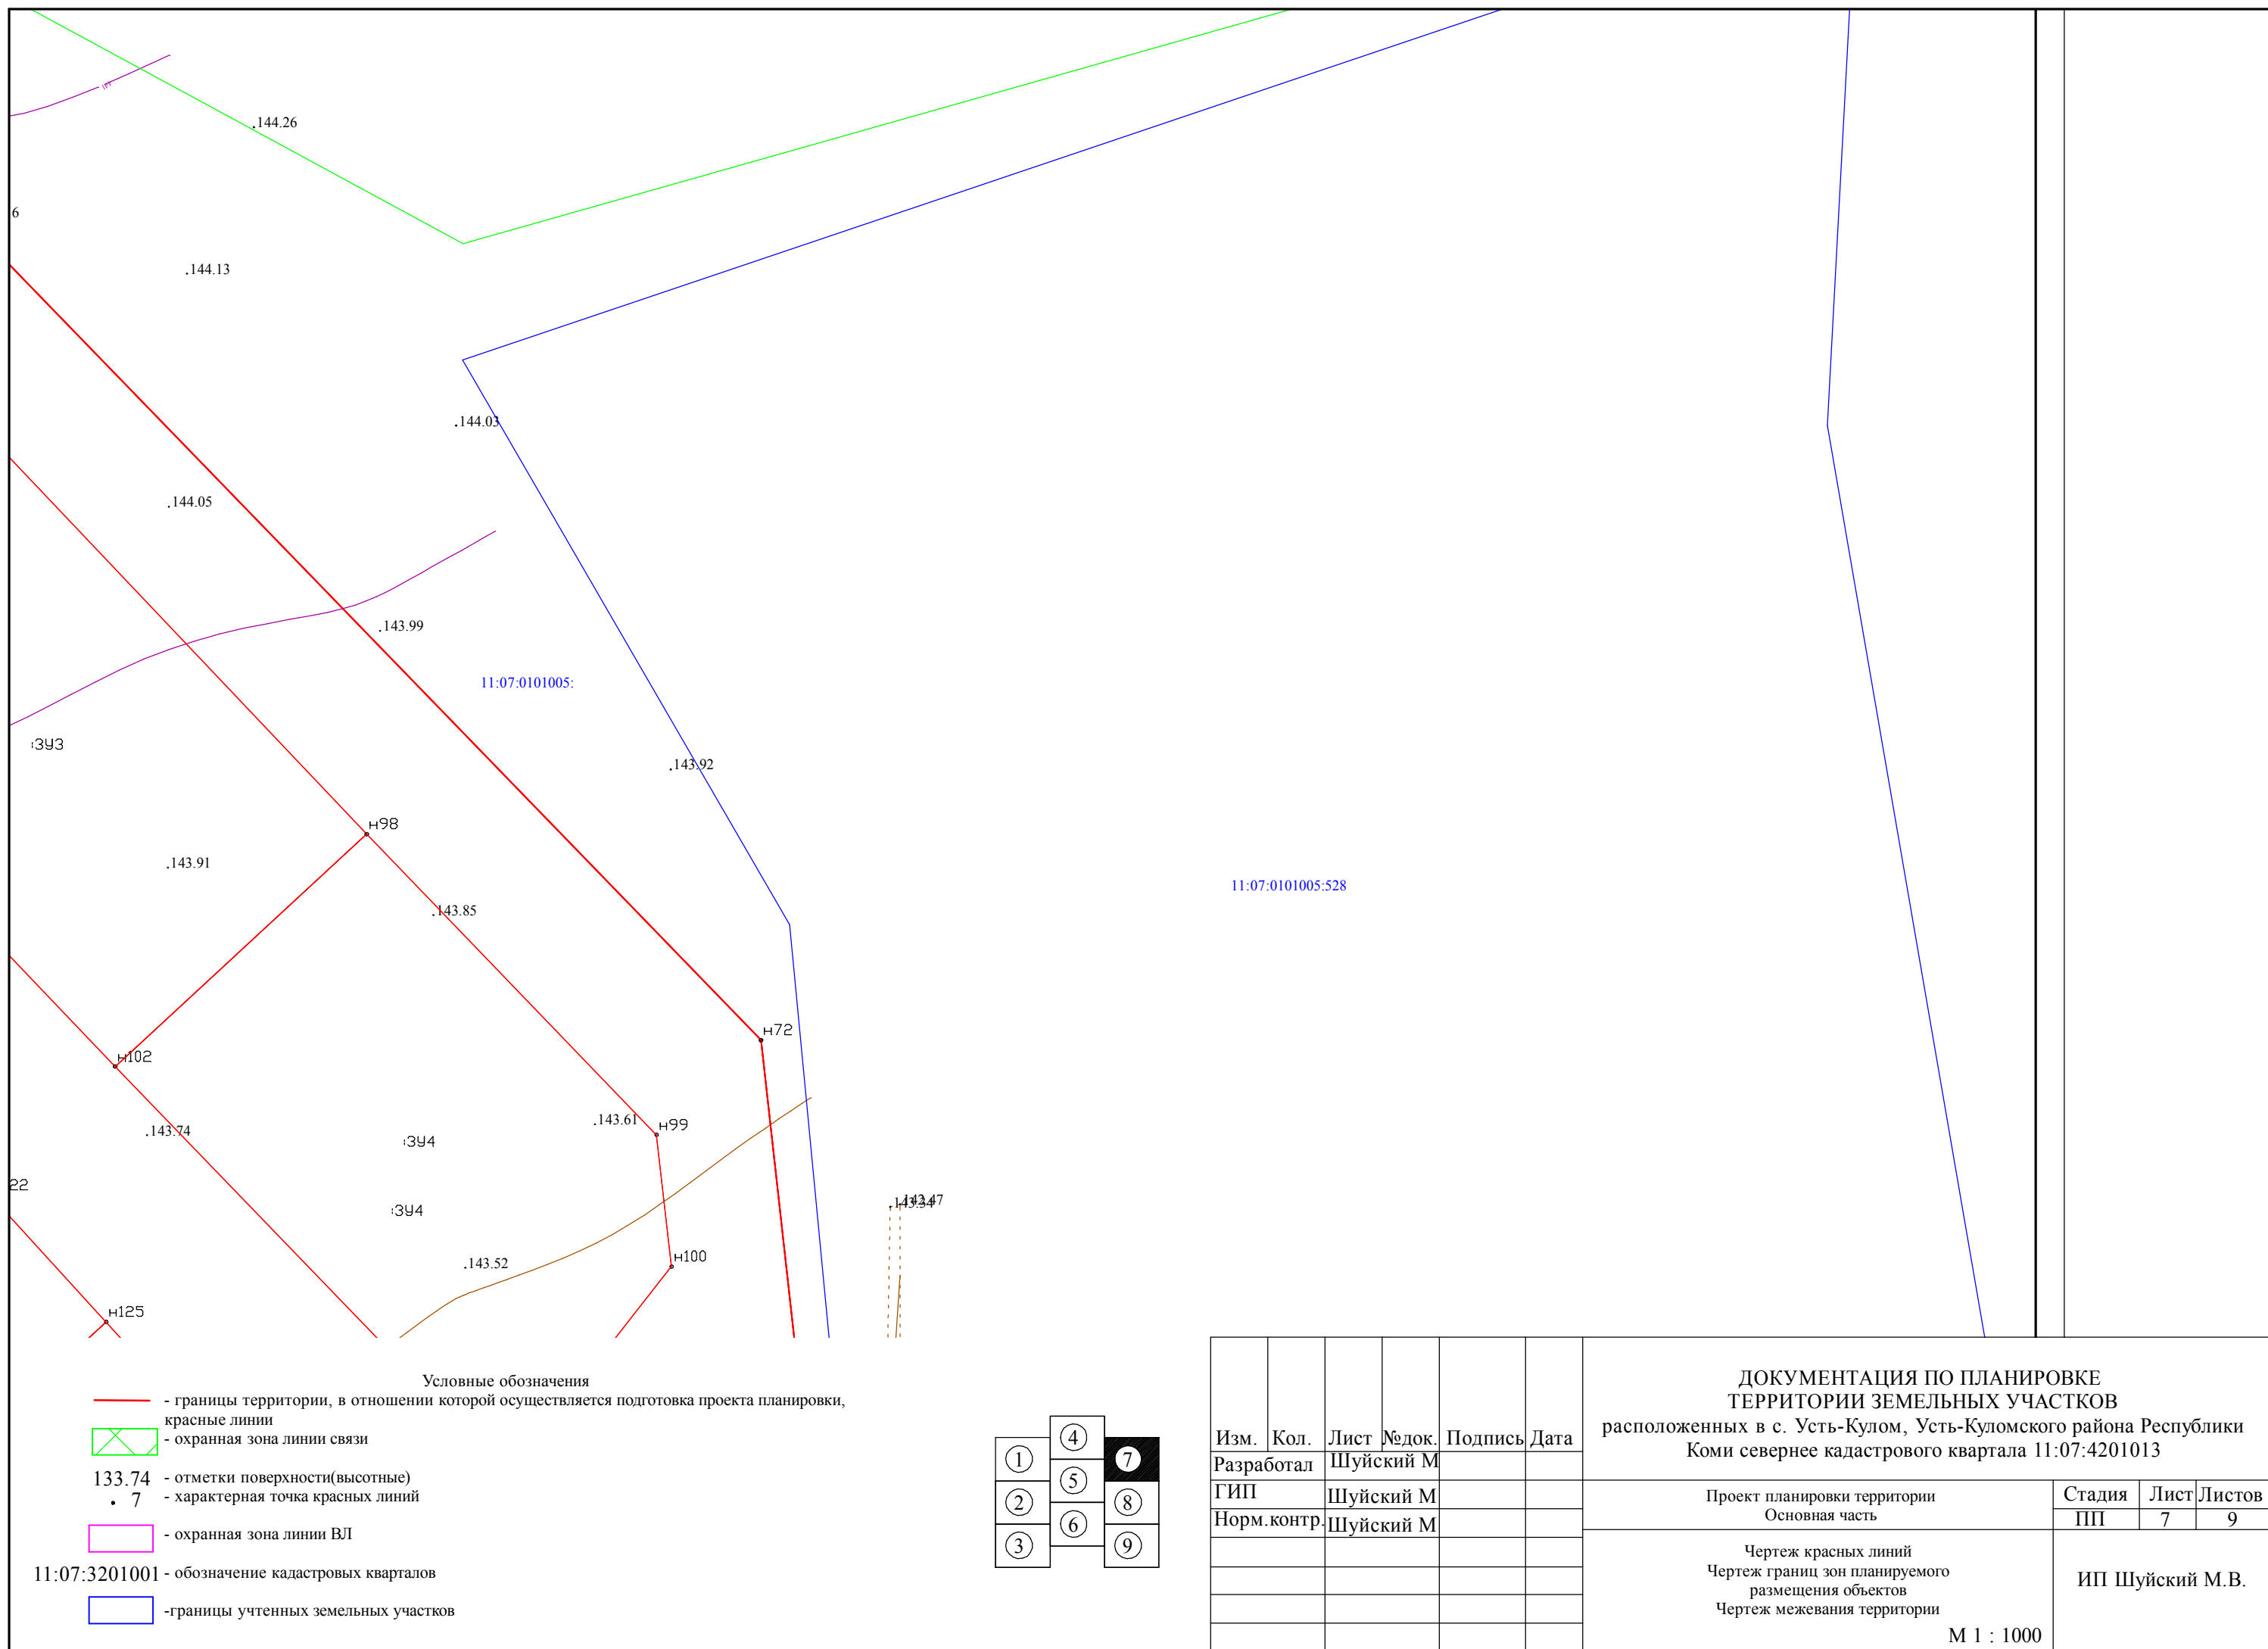 .144.26
6
.144.13
.144.03
.144.05
.143.99
11:07:0101005:
:ЗУ3
.143.92
н98
.143.91
11:07:0101005:528
.143.85
н72
н102
.143.61
н99
.143.74
:ЗУ4
22
.143.47
:ЗУ4
н100
.143.52
н125
Условные обозначения
- границы территории, в отношении которой осуществляется подготовка проекта планировки,
красные линии
- охранная зона линии связи
133.74 - отметки поверхности(высотные)
. 7 - характерная точка красных линий
- охранная зона линии ВЛ
11:07:3201001 - обозначение кадастровых кварталов
-границы учтенных земельных участков
4
1
7
5
2
8
6
3
9
Изм. Кол. Лист №док. Подпись Дата
Разработал Шуйский М
ГИП Шуйский М
Норм.контр. Шуйский М
ДОКУМЕНТАЦИЯ ПО ПЛАНИРОВКЕ
ТЕРРИТОРИИ ЗЕМЕЛЬНЫХ УЧАСТКОВ
расположенных в с. Усть-Кулом, Усть-Куломского района Республики
Коми севернее кадастрового квартала 11:07:4201013
Проект планировки территории
Основная часть
Стадия Лист Листов
ПП 7 9
Чертеж красных линий
Чертеж границ зон планируемого
размещения объектов
Чертеж межевания территории
М 1 : 1000
ИП Шуйский М.В.